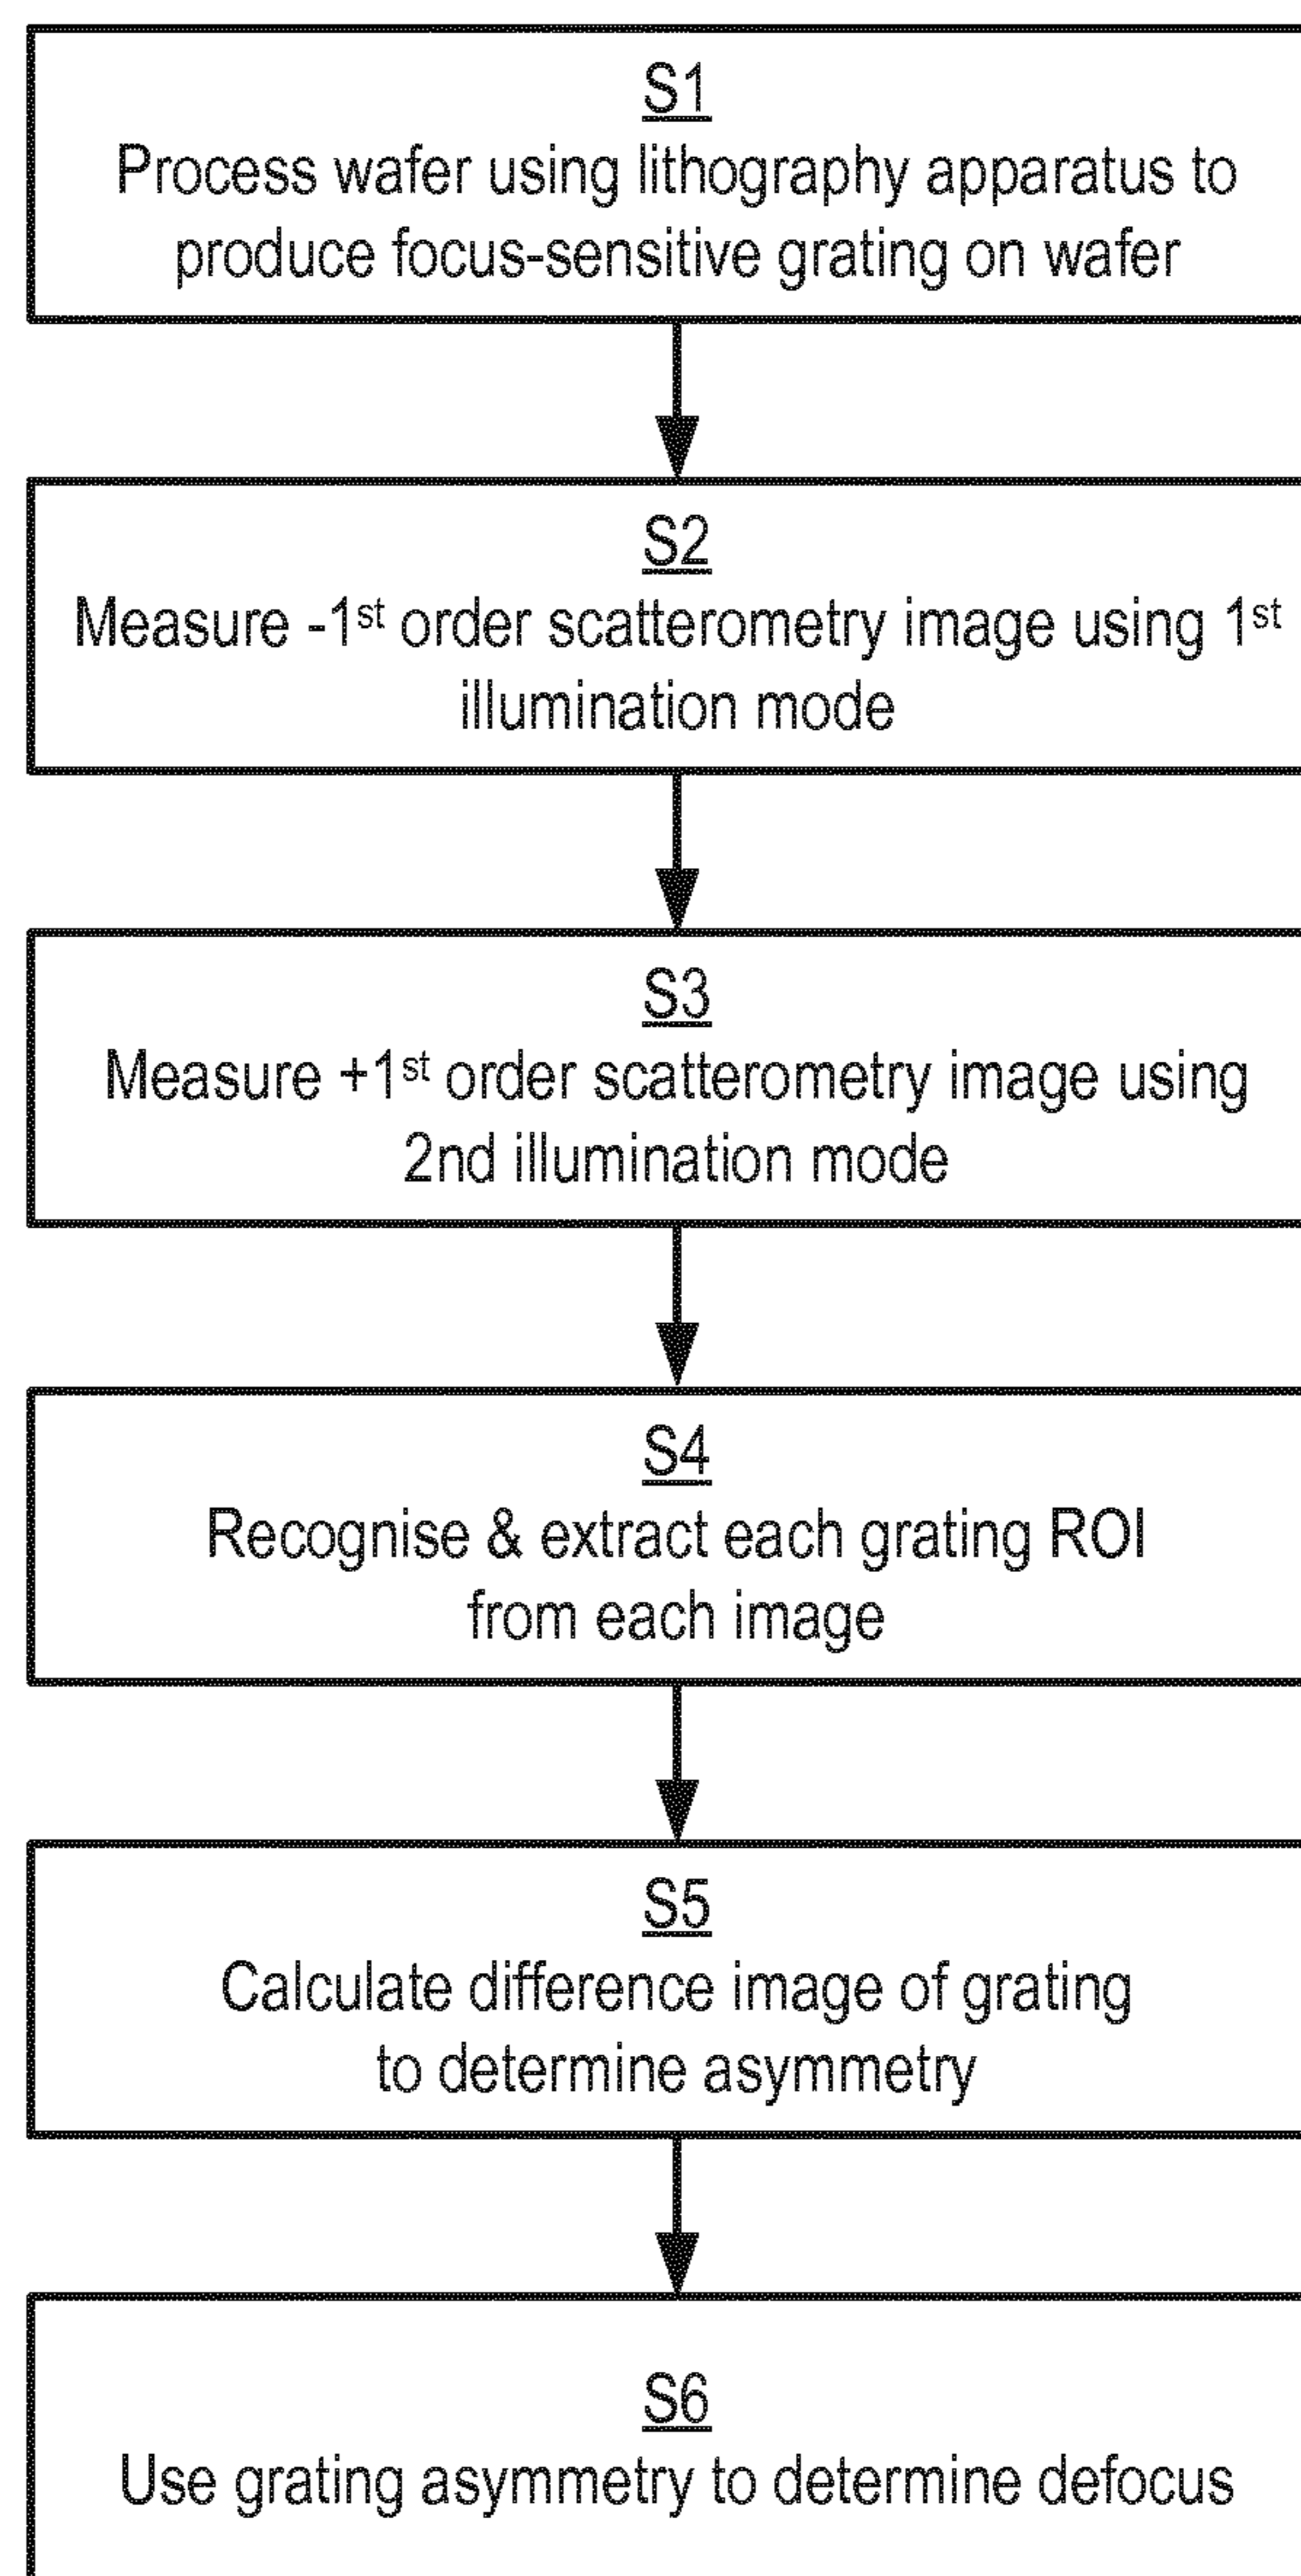 S1
Process wafer using lithography apparatus to
produce focus-sensitive grating on wafer
S2
Measure -1st order scatterometry image using 1st
illumination mode
S3
Measure +1st order scatterometry image using
2nd illumination mode
S4
Recognise & extract each grating ROI
from each image
S5
Calculate difference image of grating
to determine asymmetry
S6
Use grating asymmetry to determine defocus